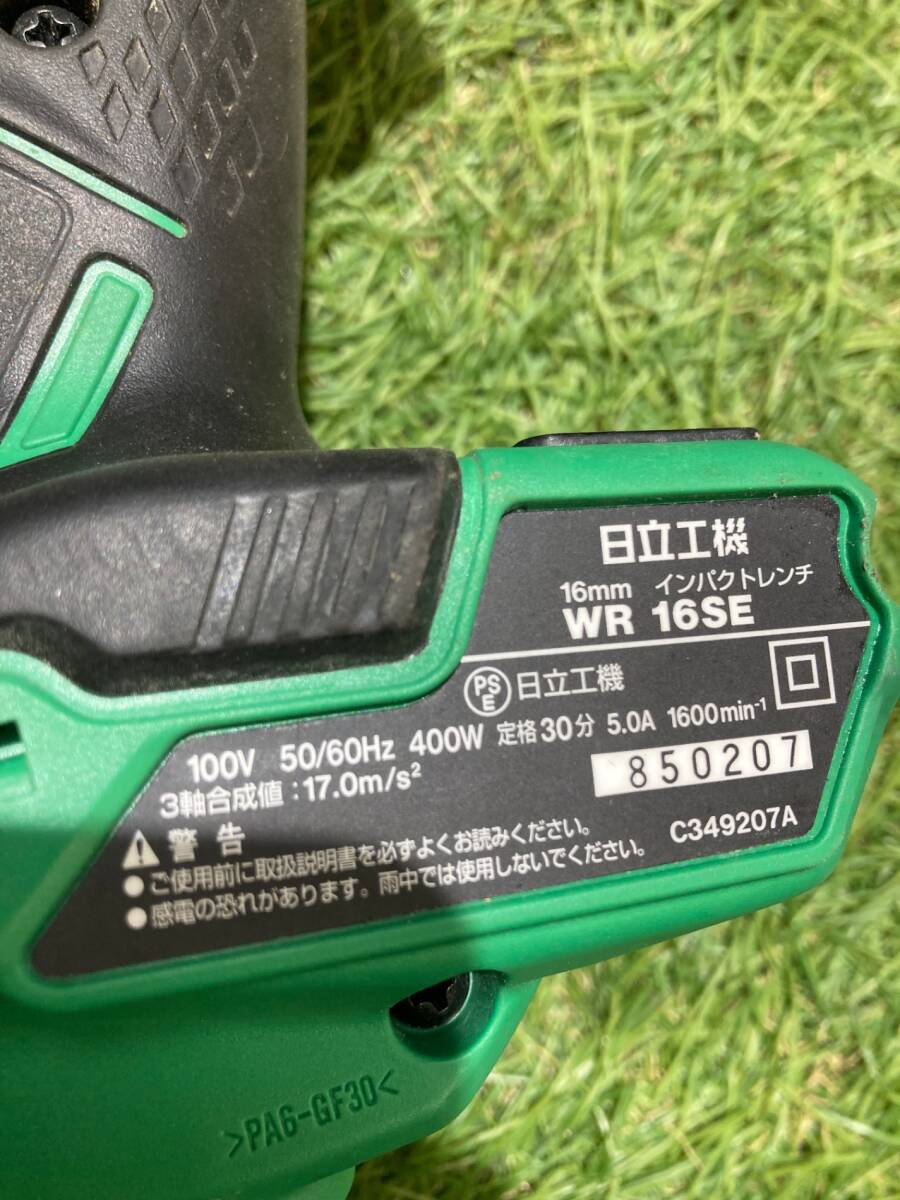 日立工機
16mm インパクトレンチ
WR 16SE
PSE 日立工機
100V 50/60Hz 400W 定格30分 5.0A 1600min⁻¹
3軸合成値:17.0m/s²
850207
C349207A
⚠ 警告
●ご使用前に取扱説明書を必ずよくお読みください。
●感電の恐れがあります。雨中では使用しないでください。
>PA6-GF30<